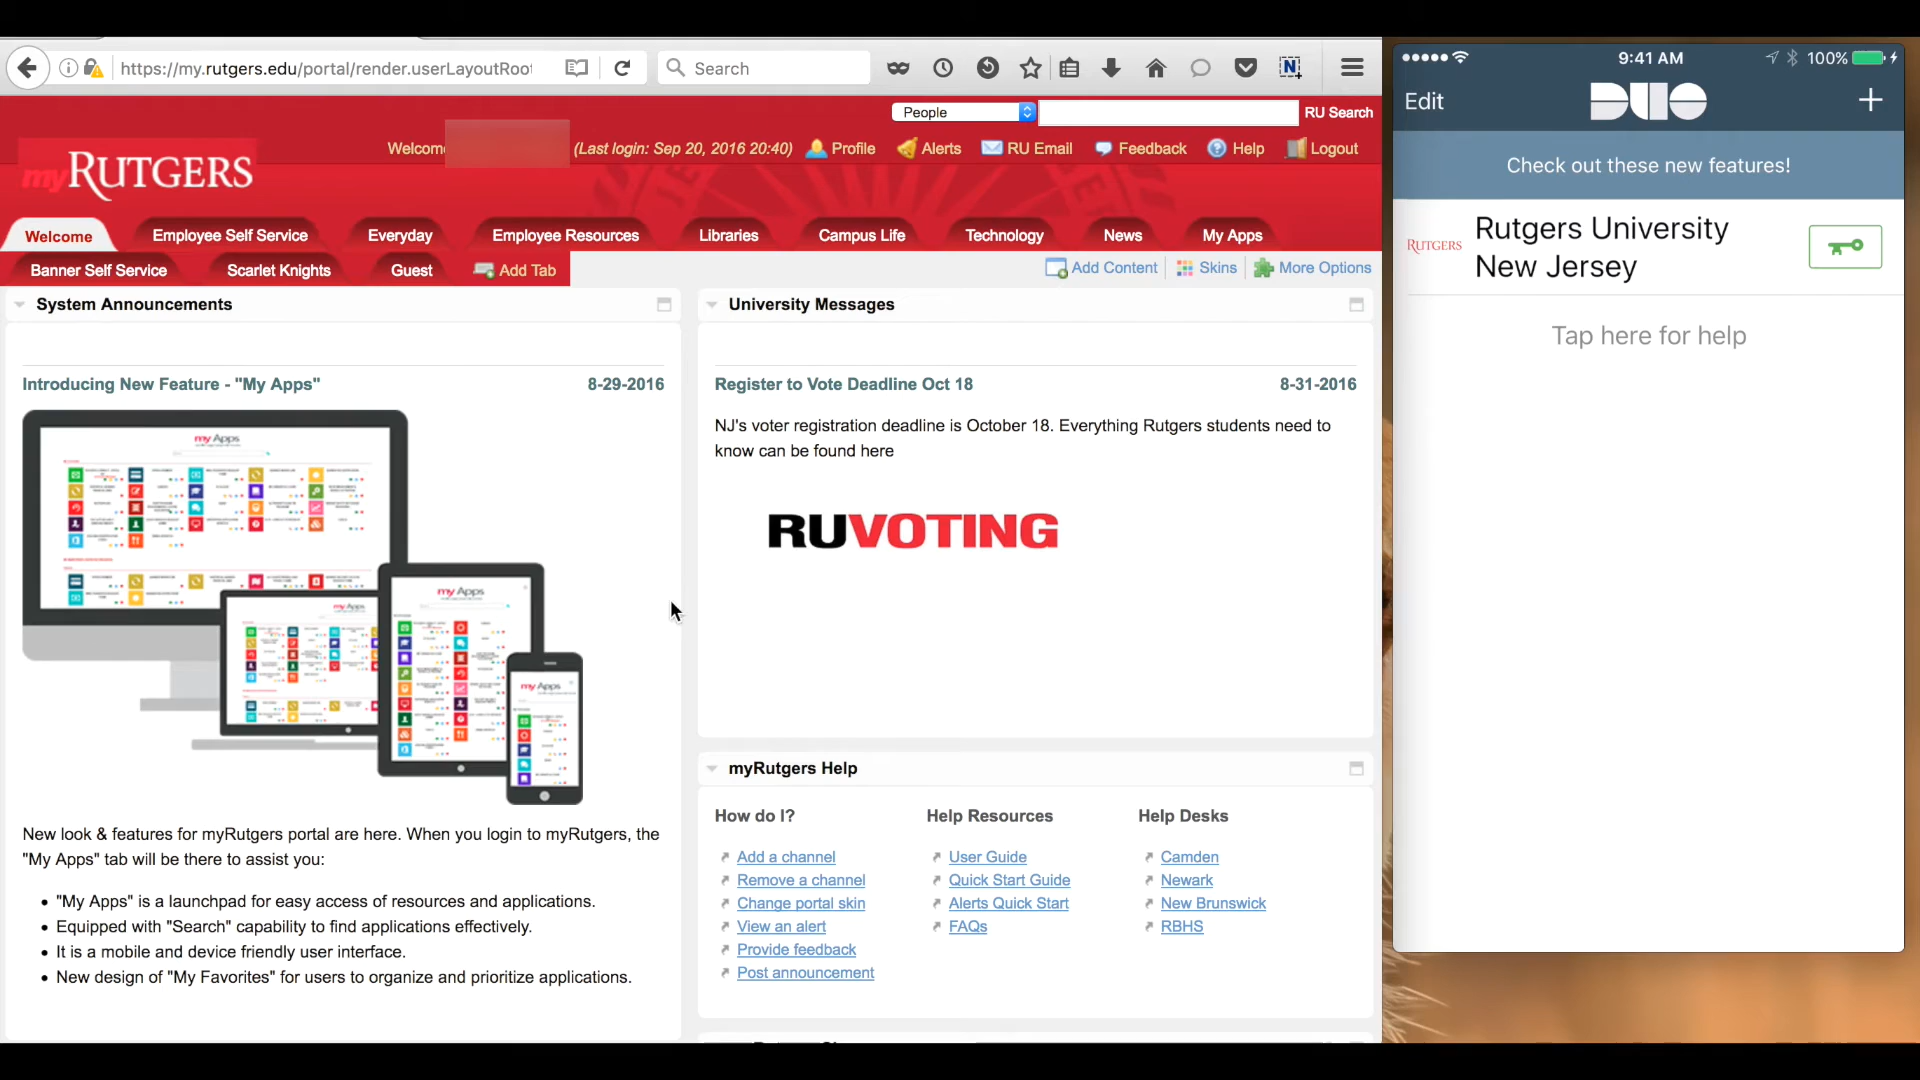 https://my.rutgers.edu/portal/render.userLayoutRoo
Search
People
RU Search
Welcome
(Last login: Sep 20, 2016 20:40)
Profile
Alerts
RU Email
Feedback
Help
Logout
myRUTGERS
Welcome
Employee Self Service
Everyday
Employee Resources
Libraries
Campus Life
Technology
News
My Apps
Banner Self Service
Scarlet Knights
Guest
Add Tab
Add Content
Skins
More Options
System Announcements
Introducing New Feature - "My Apps"
8-29-2016
my Apps
my Apps
my Apps
my Apps
New look & features for myRutgers portal are here. When you login to myRutgers, the
"My Apps" tab will be there to assist you:
• "My Apps" is a launchpad for easy access of resources and applications.
• Equipped with "Search" capability to find applications effectively.
• It is a mobile and device friendly user interface.
• New design of "My Favorites" for users to organize and prioritize applications.
University Messages
Register to Vote Deadline Oct 18
8-31-2016
NJ's voter registration deadline is October 18. Everything Rutgers students need to
know can be found here
RUVOTING
myRutgers Help
How do I?
Add a channel
Remove a channel
Change portal skin
View an alert
Provide feedback
Post announcement
Help Resources
User Guide
Quick Start Guide
Alerts Quick Start
FAQs
Help Desks
Camden
Newark
New Brunswick
RBHS
9:41 AM
100%
Edit
DUO
Check out these new features!
RUTGERS
Rutgers University
New Jersey
Tap here for help